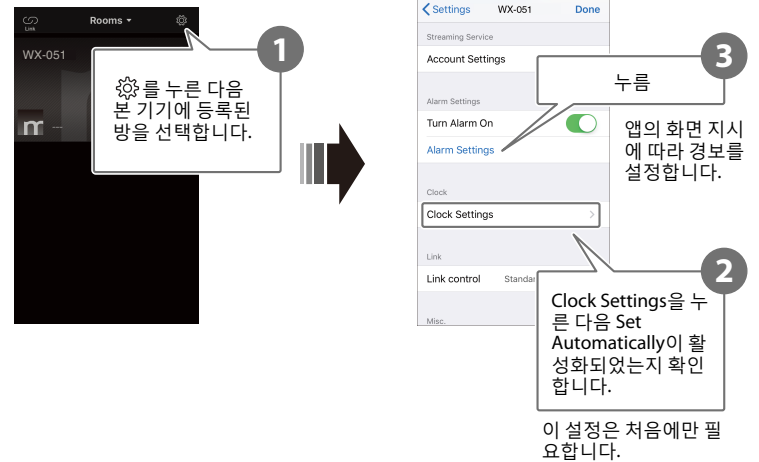 Link
Rooms
WX-051
m ---
1
를 누른 다음
본 기기에 등록된
방을 선택합니다.
Settings WX-051 Done
Streaming Service
Account Settings
Alarm Settings
Turn Alarm On
Alarm Settings
Clock
Clock Settings
Link
Link control
Misc.
3
누름
앱의 화면 지시
에 따라 경보를
설정합니다.
2
Clock Settings을 누
른 다음 Set
Automatically이 활
성화되었는지 확인
합니다.
이 설정은 처음에만 필
요합니다.